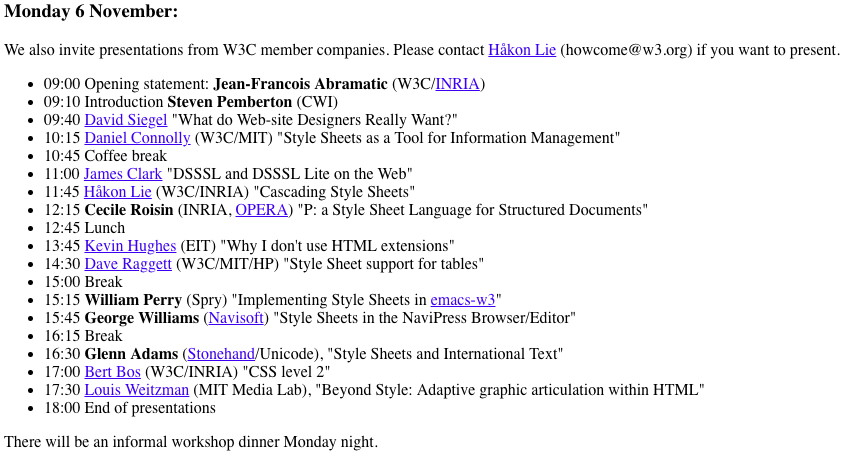 Monday 6 November:
We also invite presentations from W3C member companies. Please contact Håkon Lie (howcome@w3.org) if you want to present.
• 09:00 Opening statement: Jean-Francois Abramatic (W3C/INRIA)
• 09:10 Introduction Steven Pemberton (CWI)
• 09:40 David Siegel "What do Web-site Designers Really Want?"
• 10:15 Daniel Connolly (W3C/MIT) "Style Sheets as a Tool for Information Management"
• 10:45 Coffee break
• 11:00 James Clark "DSSSL and DSSSL Lite on the Web"
• 11:45 Håkon Lie (W3C/INRIA) "Cascading Style Sheets"
• 12:15 Cecile Roisin (INRIA, OPERA) "P: a Style Sheet Language for Structured Documents"
• 12:45 Lunch
• 13:45 Kevin Hughes (EIT) "Why I don't use HTML extensions"
• 14:30 Dave Raggett (W3C/MIT/HP) "Style Sheet support for tables"
• 15:00 Break
• 15:15 William Perry (Spry) "Implementing Style Sheets in emacs-w3"
• 15:45 George Williams (Navisoft) "Style Sheets in the NaviPress Browser/Editor"
• 16:15 Break
• 16:30 Glenn Adams (Stonehand/Unicode), "Style Sheets and International Text"
• 17:00 Bert Bos (W3C/INRIA) "CSS level 2"
• 17:30 Louis Weitzman (MIT Media Lab), "Beyond Style: Adaptive graphic articulation within HTML"
• 18:00 End of presentations
There will be an informal workshop dinner Monday night.